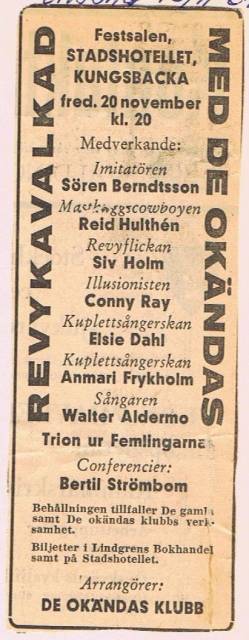 REVYKAVALKAD
MED DE OKÄNDAS
Festsalen,
STADSHOTELLET,
KUNGSBACKA
fred. 20 november
kl. 20
Medverkande:
Imitatören
Sören Berndtsson
Reid Hulthén
Revyflickan
Siv Holm
Illusionisten
Conny Ray
Kuplettsångerskan
Elsie Dahl
Kuplettsångerskan
Anmari Frykholm
Sångaren
Walter Aldermo
Trion ur Femlingarna
Conferencier:
Bertil Strömbom
Behållningen tillfaller De gamla
samt De okändas klubbs verk-
samhet.
Biljetter i Lindgrens Bokhandel
samt på Stadshotellet.
Arrangörer:
DE OKÄNDAS KLUBB